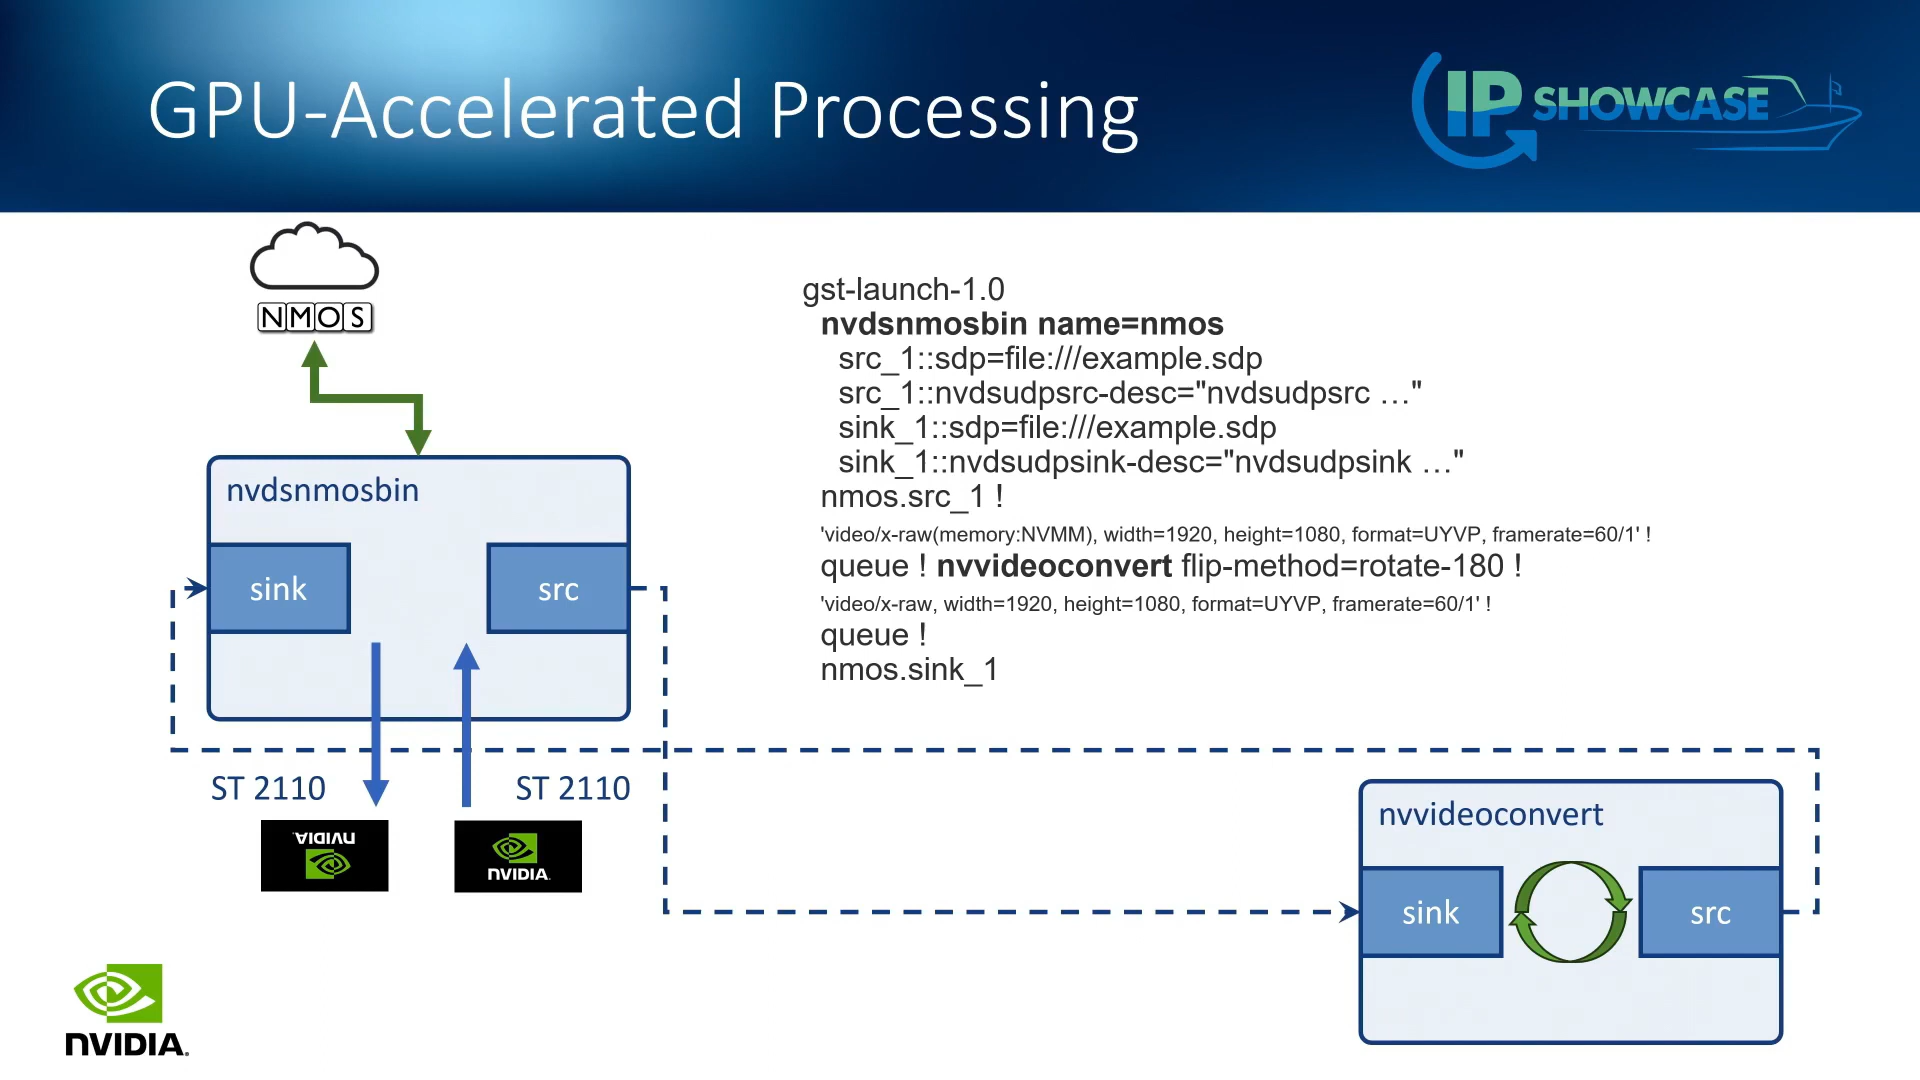 GPU-Accelerated Processing
IP SHOWCASE
NMOS
gst-launch-1.0
nvdsnmosbin name=nmos
src_1::sdp=file:///example.sdp
src_1::nvdsudpsrc-desc="nvdsudpsrc …"
sink_1::sdp=file:///example.sdp
sink_1::nvdsudpsink-desc="nvdsudpsink …"
nmos.src_1 !
'video/x-raw(memory:NVMM), width=1920, height=1080, format=UYVP, framerate=60/1' !
queue ! nvvideoconvert flip-method=rotate-180 !
'video/x-raw, width=1920, height=1080, format=UYVP, framerate=60/1' !
queue !
nmos.sink_1
nvdsnmosbin
sink
src
ST 2110
ST 2110
NVIDIA.
NVIDIA.
nvvideoconvert
sink
src
NVIDIA.